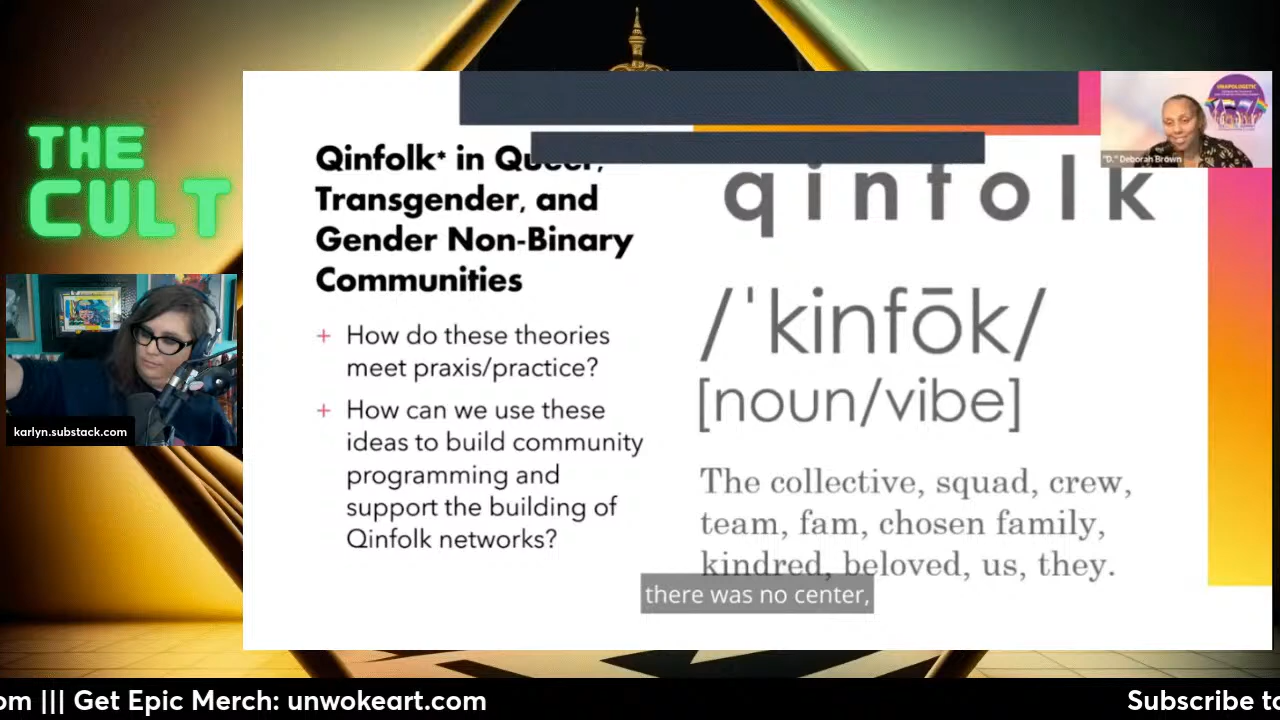 THE
CULT
karlyn.substack.com
Qinfolk* in Queer,
Transgender, and
Gender Non-Binary
Communities
+ How do these theories
meet praxis/practice?
+ How can we use these
ideas to build community
programming and
support the building of
Qinfolk networks?
qinfolk
/ˈkinfōk/
[noun/vibe]
The collective, squad, crew,
team, fam, chosen family,
kindred, beloved, us, they.
there was no center,
UNAPOLOGETIC
"D." Deborah Brown
om ||| Get Epic Merch: unwokeart.com
Subscribe to